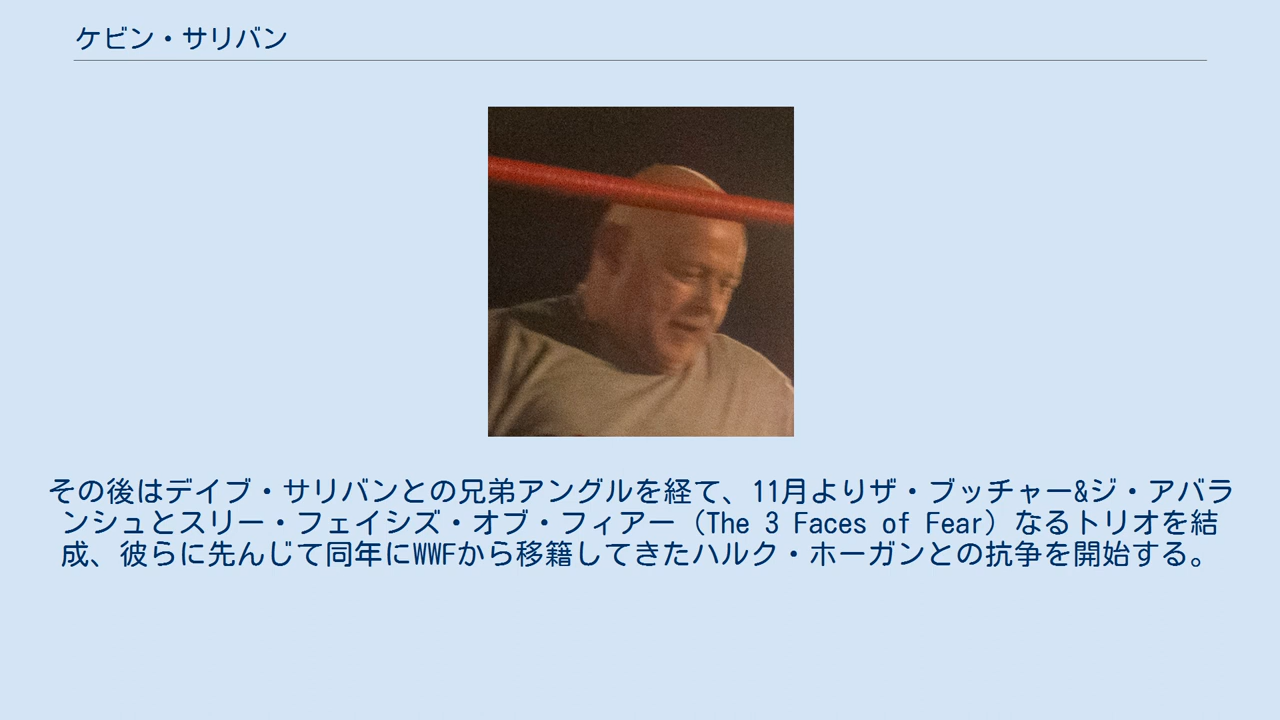 ケビン・サリバン
その後はデイブ・サリバンとの兄弟アングルを経て、11月よりザ・ブッチャー&ジ・アバラ
ンシュとスリー・フェイシズ・オブ・フィアー（The 3 Faces of Fear）なるトリオを結
成、彼らに先んじて同年にWWFから移籍してきたハルク・ホーガンとの抗争を開始する。